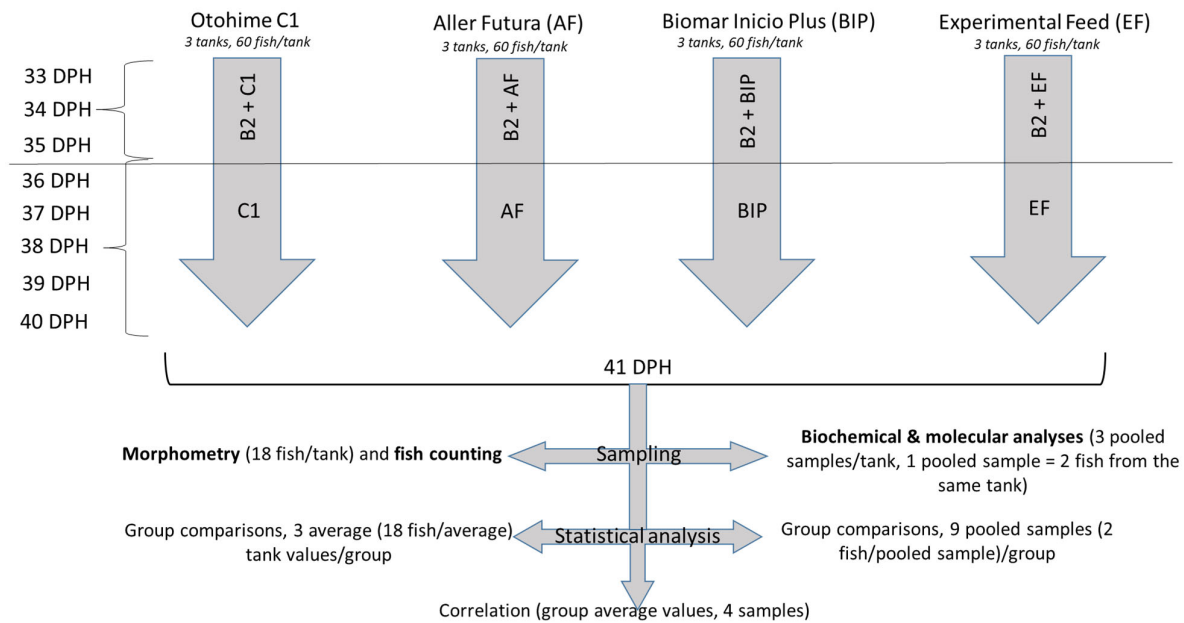 Otohime C1
3 tanks, 60 fish/tank
Aller Futura (AF)
3 tanks, 60 fish/tank
Biomar Inicio Plus (BIP)
3 tanks, 60 fish/tank
Experimental Feed (EF)
3 tanks, 60 fish/tank
33 DPH
34 DPH
35 DPH
B2 + C1
B2 + AF
B2 + BIP
B2 + EF
36 DPH
37 DPH
38 DPH
39 DPH
40 DPH
C1
AF
BIP
EF
41 DPH
Morphometry (18 fish/tank) and fish counting
Sampling
Biochemical & molecular analyses (3 pooled
samples/tank, 1 pooled sample = 2 fish from the
same tank)
Group comparisons, 3 average (18 fish/average)
tank values/group
Statistical analysis
Group comparisons, 9 pooled samples (2
fish/pooled sample)/group
Correlation (group average values, 4 samples)